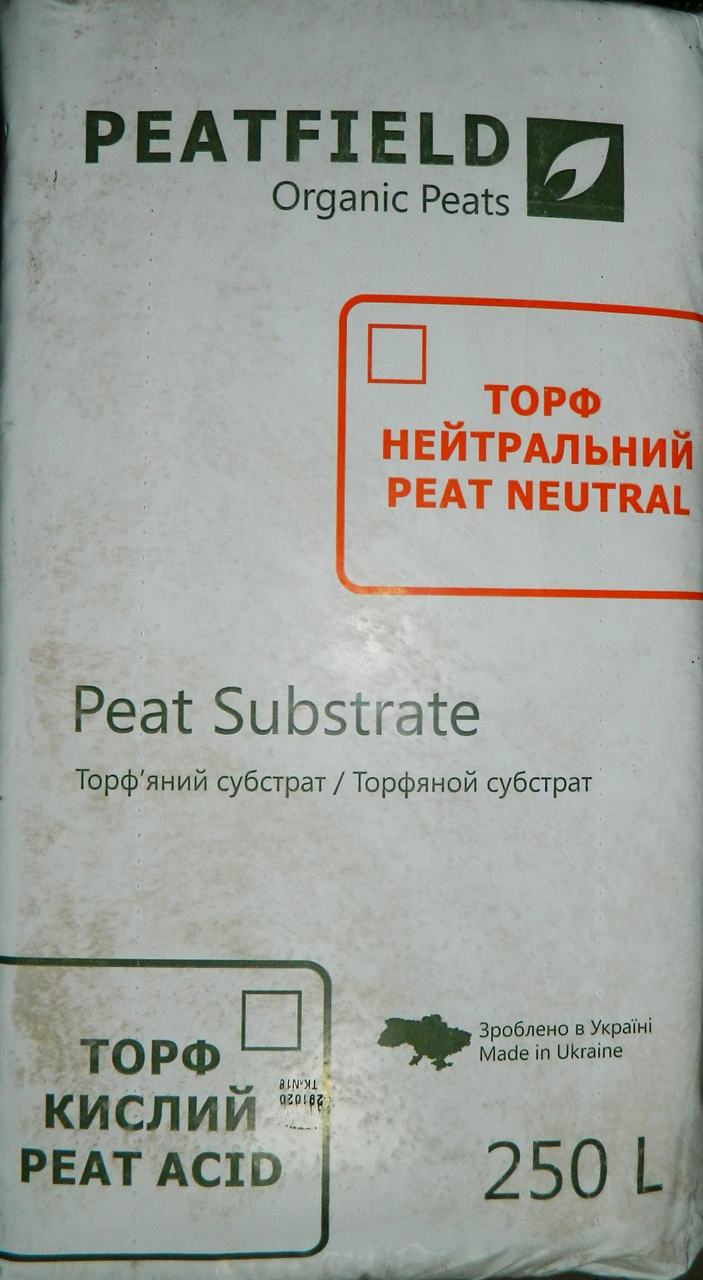 PEATFIELD
Organic Peats
ТОРФ
НЕЙТРАЛЬНИЙ
PEAT NEUTRAL
Peat Substrate
Торф'яний субстрат / Торфяной субстрат
ТОРФ
КИСЛИЙ
PEAT ACID
Зроблено в Україні
Made in Ukraine
250 L